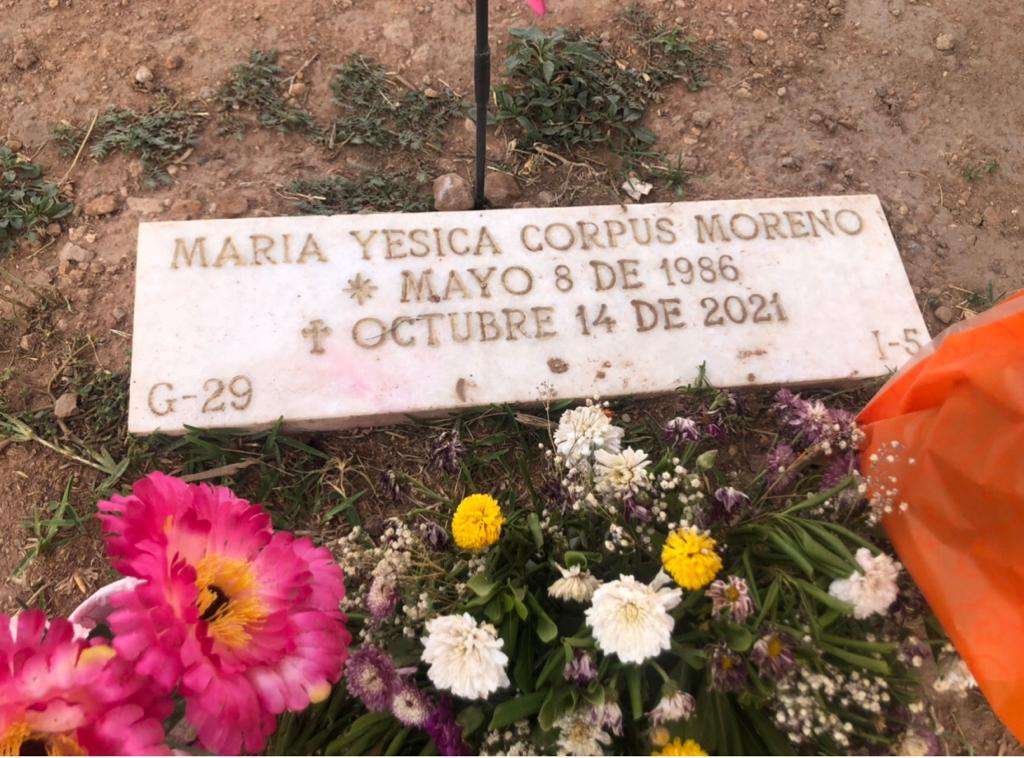 MARIA YESICA CORPUS MORENO
* MAYO 8 DE 1986
✝ OCTUBRE 14 DE 2021
G-29
I-5